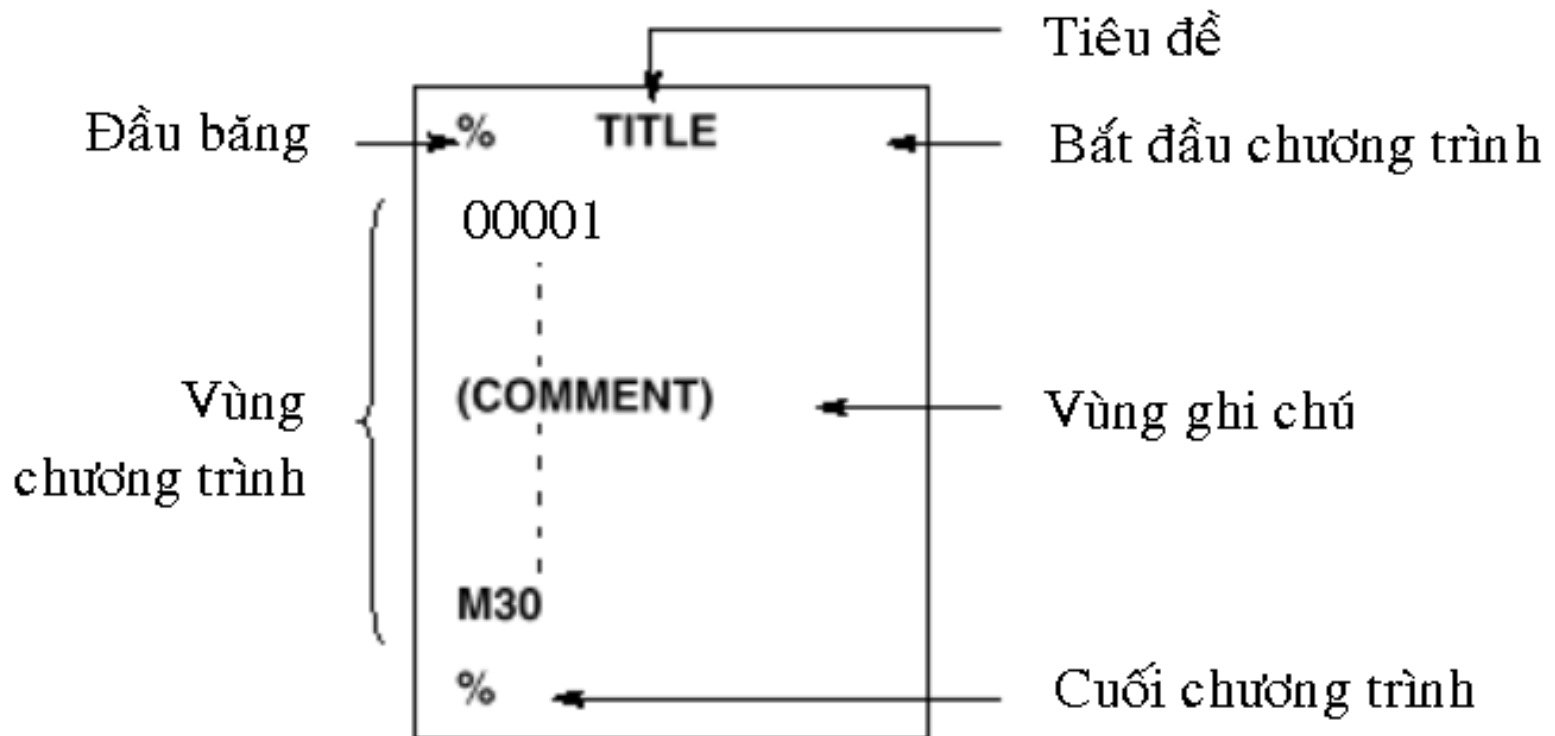 Tiêu đề
Đầu băng
% TITLE
Bắt đầu chương trình
00001
Vùng
chương trình
(COMMENT)
Vùng ghi chú
M30
%
Cuối chương trình